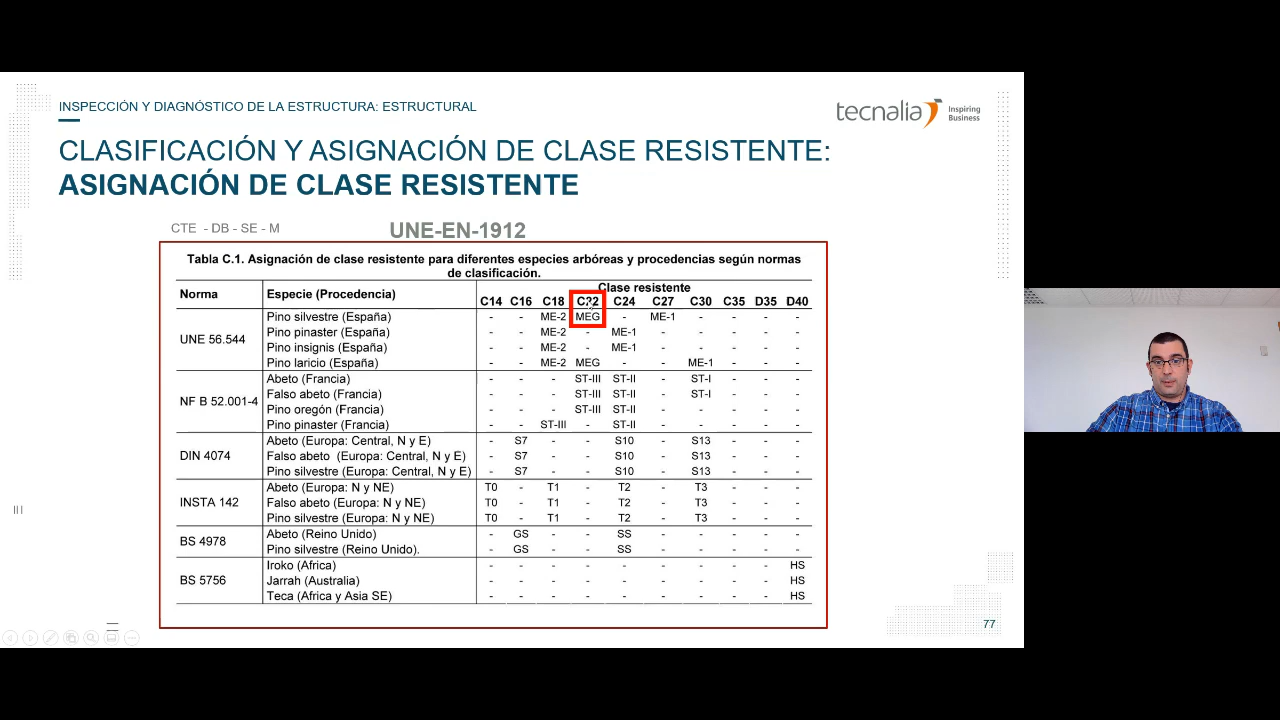 INSPECCIÓN Y DIAGNÓSTICO DE LA ESTRUCTURA: ESTRUCTURAL
tecnalia Inspiring Business
CLASIFICACIÓN Y ASIGNACIÓN DE CLASE RESISTENTE:
ASIGNACIÓN DE CLASE RESISTENTE
CTE - DB - SE - M UNE-EN-1912
Tabla C.1. Asignación de clase resistente para diferentes especies arbóreas y procedencias según normas
de clasificación.
Norma Especie (Procedencia) Clase resistente
C14 C16 C18 C22 C24 C27 C30 C35 D35 D40
UNE 56.544
Pino silvestre (España) - - ME-2 MEG - ME-1 - - - -
Pino pinaster (España) - - ME-2 - ME-1 - - - - -
Pino insignis (España) - - ME-2 - ME-1 - - - - -
Pino laricio (España) - - ME-2 MEG - - ME-1 - - -
NF B 52.001-4
Abeto (Francia) - - - ST-III ST-II - ST-I - - -
Falso abeto (Francia) - - - ST-III ST-II - ST-I - - -
Pino oregón (Francia) - - - ST-III ST-II - - - - -
Pino pinaster (Francia) - - ST-III - ST-II - - - - -
DIN 4074
Abeto (Europa: Central, N y E) - S7 - - S10 - S13 - - -
Falso abeto (Europa: Central, N y E) - S7 - - S10 - S13 - - -
Pino silvestre (Europa: Central, N y E) - S7 - - S10 - S13 - - -
INSTA 142
Abeto (Europa: N y NE) T0 - T1 - T2 - T3 - - -
Falso abeto (Europa: N y NE) T0 - T1 - T2 - T3 - - -
Pino silvestre (Europa: N y NE) T0 - T1 - T2 - T3 - - -
BS 4978
Abeto (Reino Unido) - GS - - SS - - - - -
Pino silvestre (Reino Unido). - GS - - SS - - - - -
BS 5756
Iroko (Africa) - - - - - - - - - HS
Jarrah (Australia) - - - - - - - - - HS
Teca (Africa y Asia SE) - - - - - - - - - HS
77